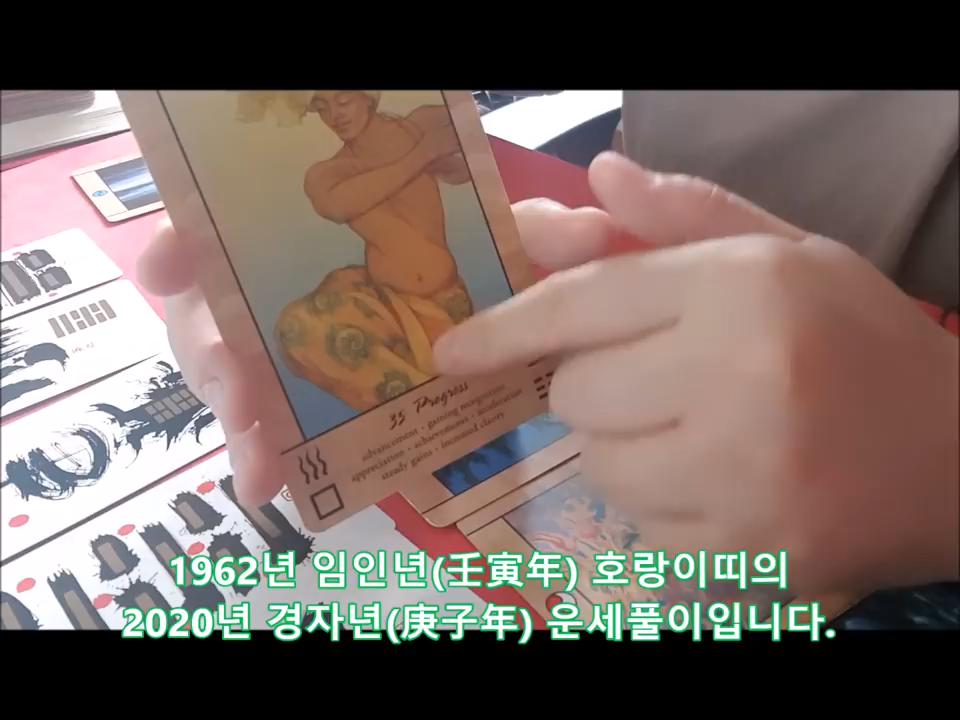 35 Progress
advancement · gaining recognition
appreciation · achievements · acceleration
steady gains · increased clarity
1962년 임인년(壬寅年) 호랑이띠의
2020년 경자년(庚子年) 운세풀이입니다.